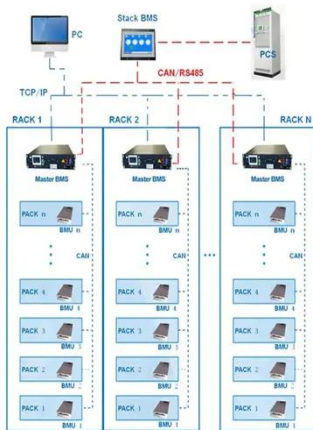 PC
Stack BMS
PCS
CAN/RS485
TCP/IP
RACK 1
RACK 2
RACK N
Master BMS
Master BMS
Master BMS
PACK n
BMU n
CAN
PACK 4
BMU 4
PACK 3
BMU 3
PACK 2
BMU 2
PACK 1
BMU 1
PACK n
BMU n
CAN
PACK 4
BMU 4
PACK 3
BMU 3
PACK 2
BMU 2
PACK 1
BMU 1
PACK n
BMU n
CAN
PACK 4
BMU 4
PACK 3
BMU 3
PACK 2
BMU 2
PACK 1
BMU 1